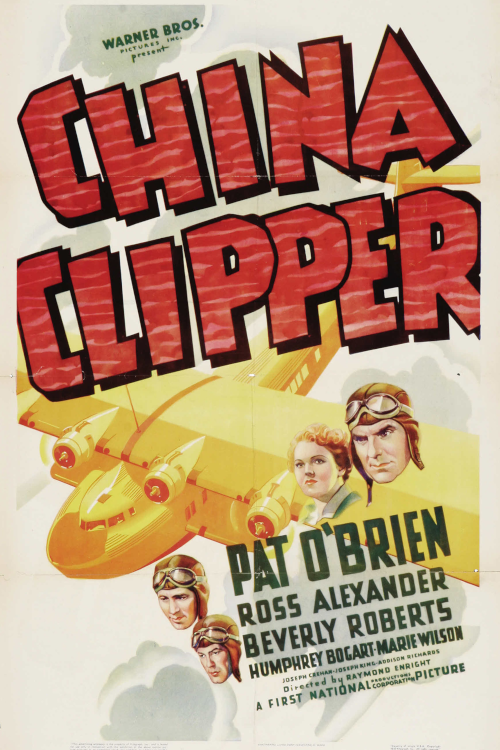 WARNER BROS.
PICTURES INC.
present
CHINA
CLIPPER
PAT O'BRIEN
ROSS ALEXANDER
BEVERLY ROBERTS
HUMPHREY BOGART·MARIE WILSON
JOSEPH CREHAN·JOSEPH KING·ADDISON RICHARDS
Directed by RAYMOND ENRIGHT
A FIRST NATIONAL PRODUCTIONS CORPORATION PICTURE